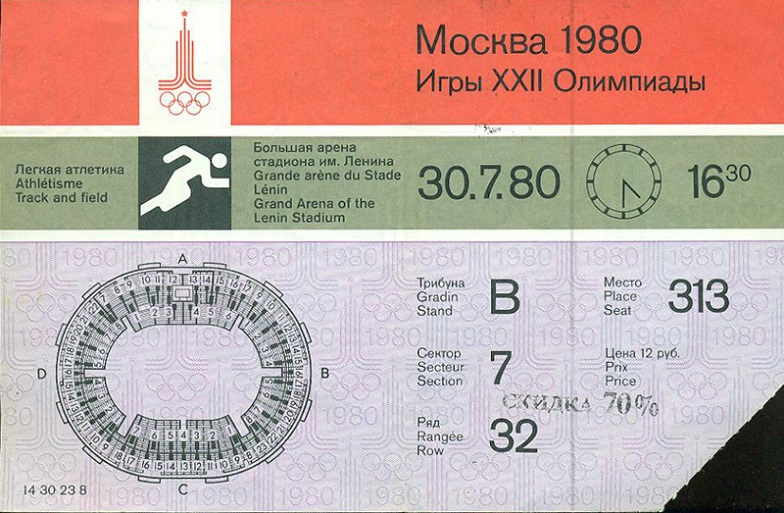 Москва 1980
Игры XXII Олимпиады
Легкая атлетика
Athlétisme
Track and field
Большая арена
стадиона им. Ленина
Grande arène du Stade
Lénin
Grand Arena of the
Lenin Stadium
30.7.80
16 30
A
B
C
D
Трибуна
Gradin
Stand
B
Место
Place
Seat
313
Сектор
Secteur
Section
7
Цена 12 руб.
Prix
Price
СКИДКА 70%
Ряд
Rangée
Row
32
14 30 23 8